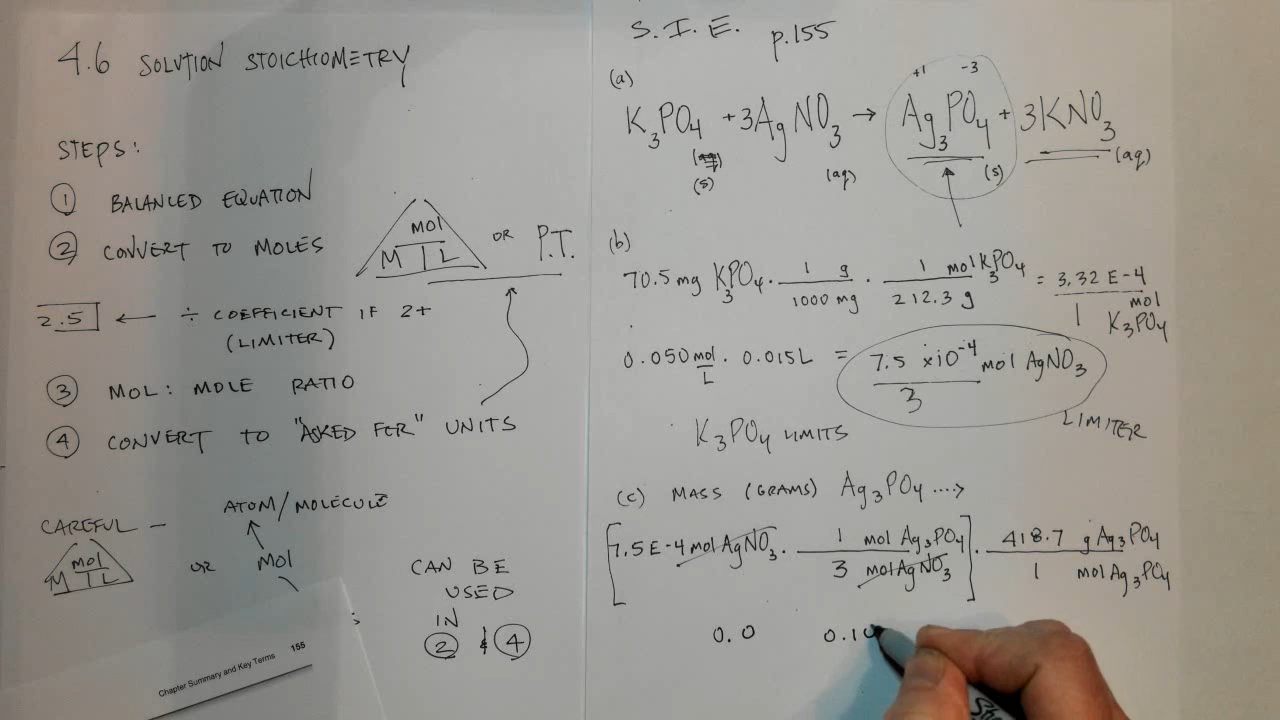 4.6 SOLUTION STOICHIOMETRY
STEPS:
① BALANCED EQUATION
② CONVERT TO MOLES
mol
M L
OR P.T.
2.5 ← ÷ COEFFICIENT IF 2+
(LIMITER)
③ MOL: MOLE RATIO
④ CONVERT TO "ASKED FOR" UNITS
CAREFUL -
ATOM/MOLECULE
mol
M L
OR Mol
CAN BE
USED
IN
② & ④
Chapter Summary and Key Terms 155
S.I.E. p.155
(a)
+1 -3
K₃PO₄ + 3AgNO₃ → Ag₃PO₄ + 3KNO₃
(s) (aq) (s) (aq)
(b)
70.5 mg K₃PO₄ · 1 g / 1000 mg · 1 mol K₃PO₄ / 212.3 g = 3.32 E-4 / 1 mol K₃PO₄
0.050 mol/L · 0.015L = 7.5 ×10⁻⁴ / 3 mol AgNO₃
LIMITER
K₃PO₄ LIMITS
(c) MASS (GRAMS) Ag₃PO₄ ....>
[7.5E-4 mol AgNO₃ · 1 mol Ag₃PO₄ / 3 mol AgNO₃] · 418.7 g Ag₃PO₄ / 1 mol Ag₃PO₄
0.0 0.10